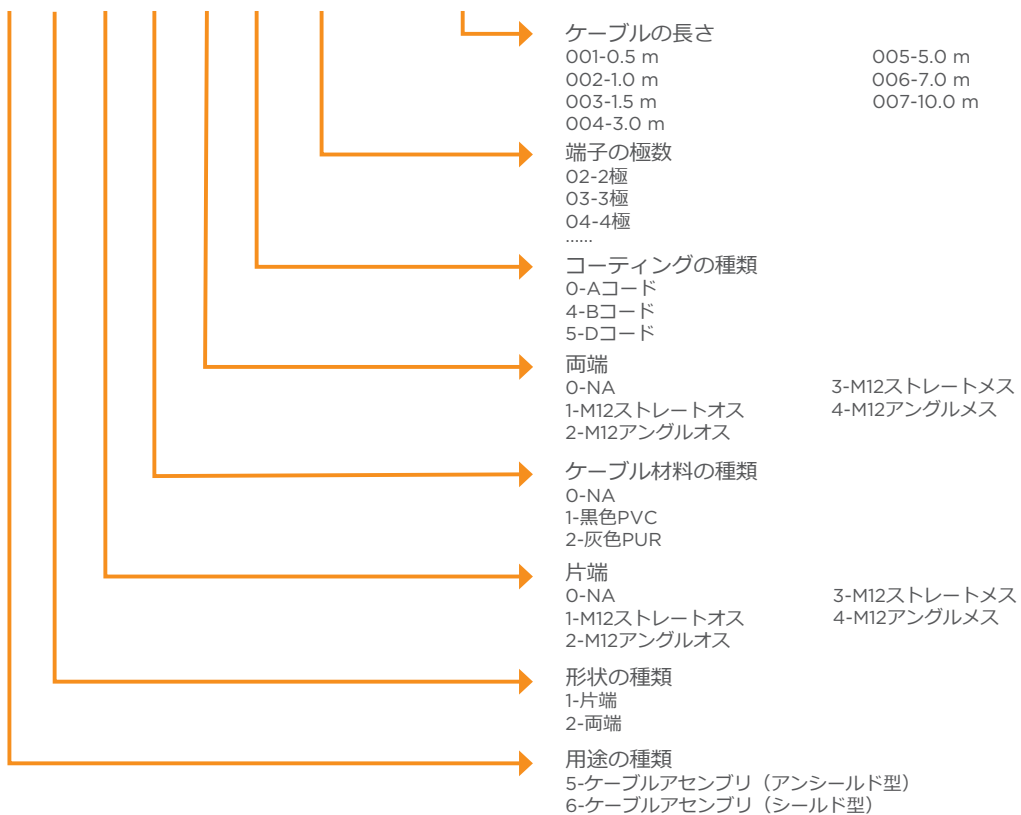 ケーブルの長さ
001-0.5 m 005-5.0 m
002-1.0 m 006-7.0 m
003-1.5 m 007-10.0 m
004-3.0 m
端子の極数
02-2極
03-3極
04-4極
......
コーティングの種類
0-Aコード
4-Bコード
5-Dコード
両端
0-NA 3-M12ストレートメス
1-M12ストレートオス 4-M12アングルメス
2-M12アングルオス
ケーブル材料の種類
0-NA
1-黒色PVC
2-灰色PUR
片端
0-NA 3-M12ストレートメス
1-M12ストレートオス 4-M12アングルメス
2-M12アングルオス
形状の種類
1-片端
2-両端
用途の種類
5-ケーブルアセンブリ（アンシールド型）
6-ケーブルアセンブリ（シールド型）